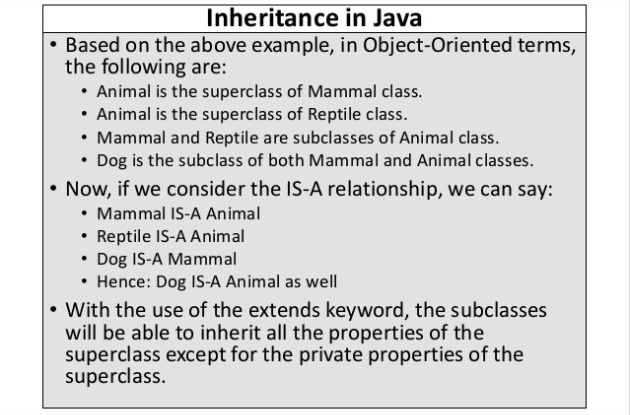 Inheritance in Java
• Based on the above example, in Object-Oriented terms,
the following are:
• Animal is the superclass of Mammal class.
• Animal is the superclass of Reptile class.
• Mammal and Reptile are subclasses of Animal class.
• Dog is the subclass of both Mammal and Animal classes.
• Now, if we consider the IS-A relationship, we can say:
• Mammal IS-A Animal
• Reptile IS-A Animal
• Dog IS-A Mammal
• Hence: Dog IS-A Animal as well
• With the use of the extends keyword, the subclasses
will be able to inherit all the properties of the
superclass except for the private properties of the
superclass.